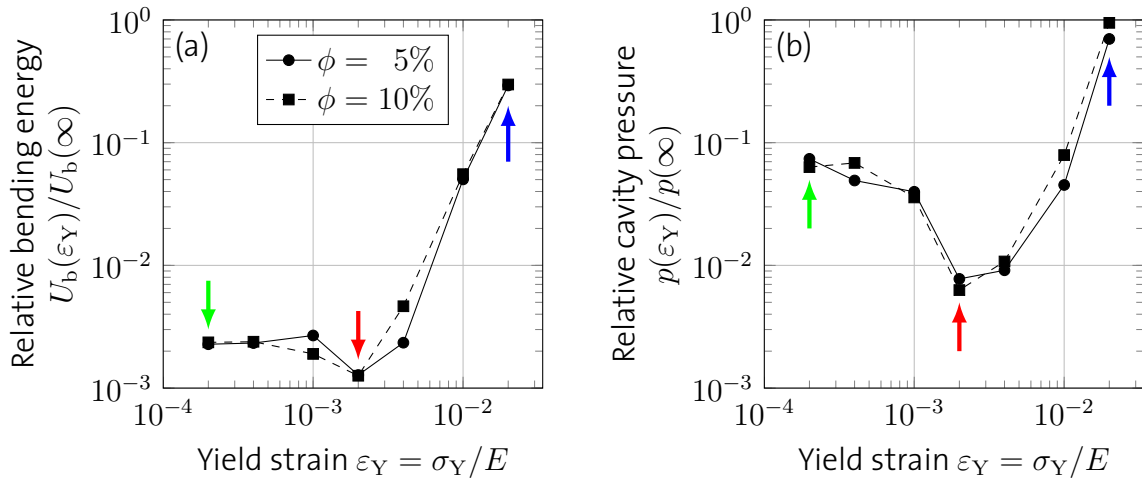 Relative bending energy
U_b(ε_Y)/U_b(∞)
10^0
10^−1
10^−2
10^−3
(a)
ϕ = 5%
ϕ = 10%
10^−4
10^−3
10^−2
Yield strain ε_Y = σ_Y/E
Relative cavity pressure
p(ε_Y)/p(∞)
10^0
10^−1
10^−2
10^−3
(b)
10^−4
10^−3
10^−2
Yield strain ε_Y = σ_Y/E